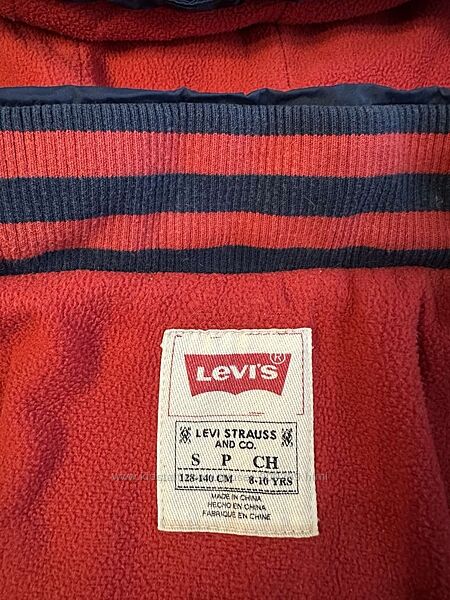 LEVI'S ®
LEVI STRAUSS
AND CO.
S P CH
128-140 CM 8-10 YRS
MADE IN CHINA
HECHO EN CHINA
FABRIQUE EN CHINE